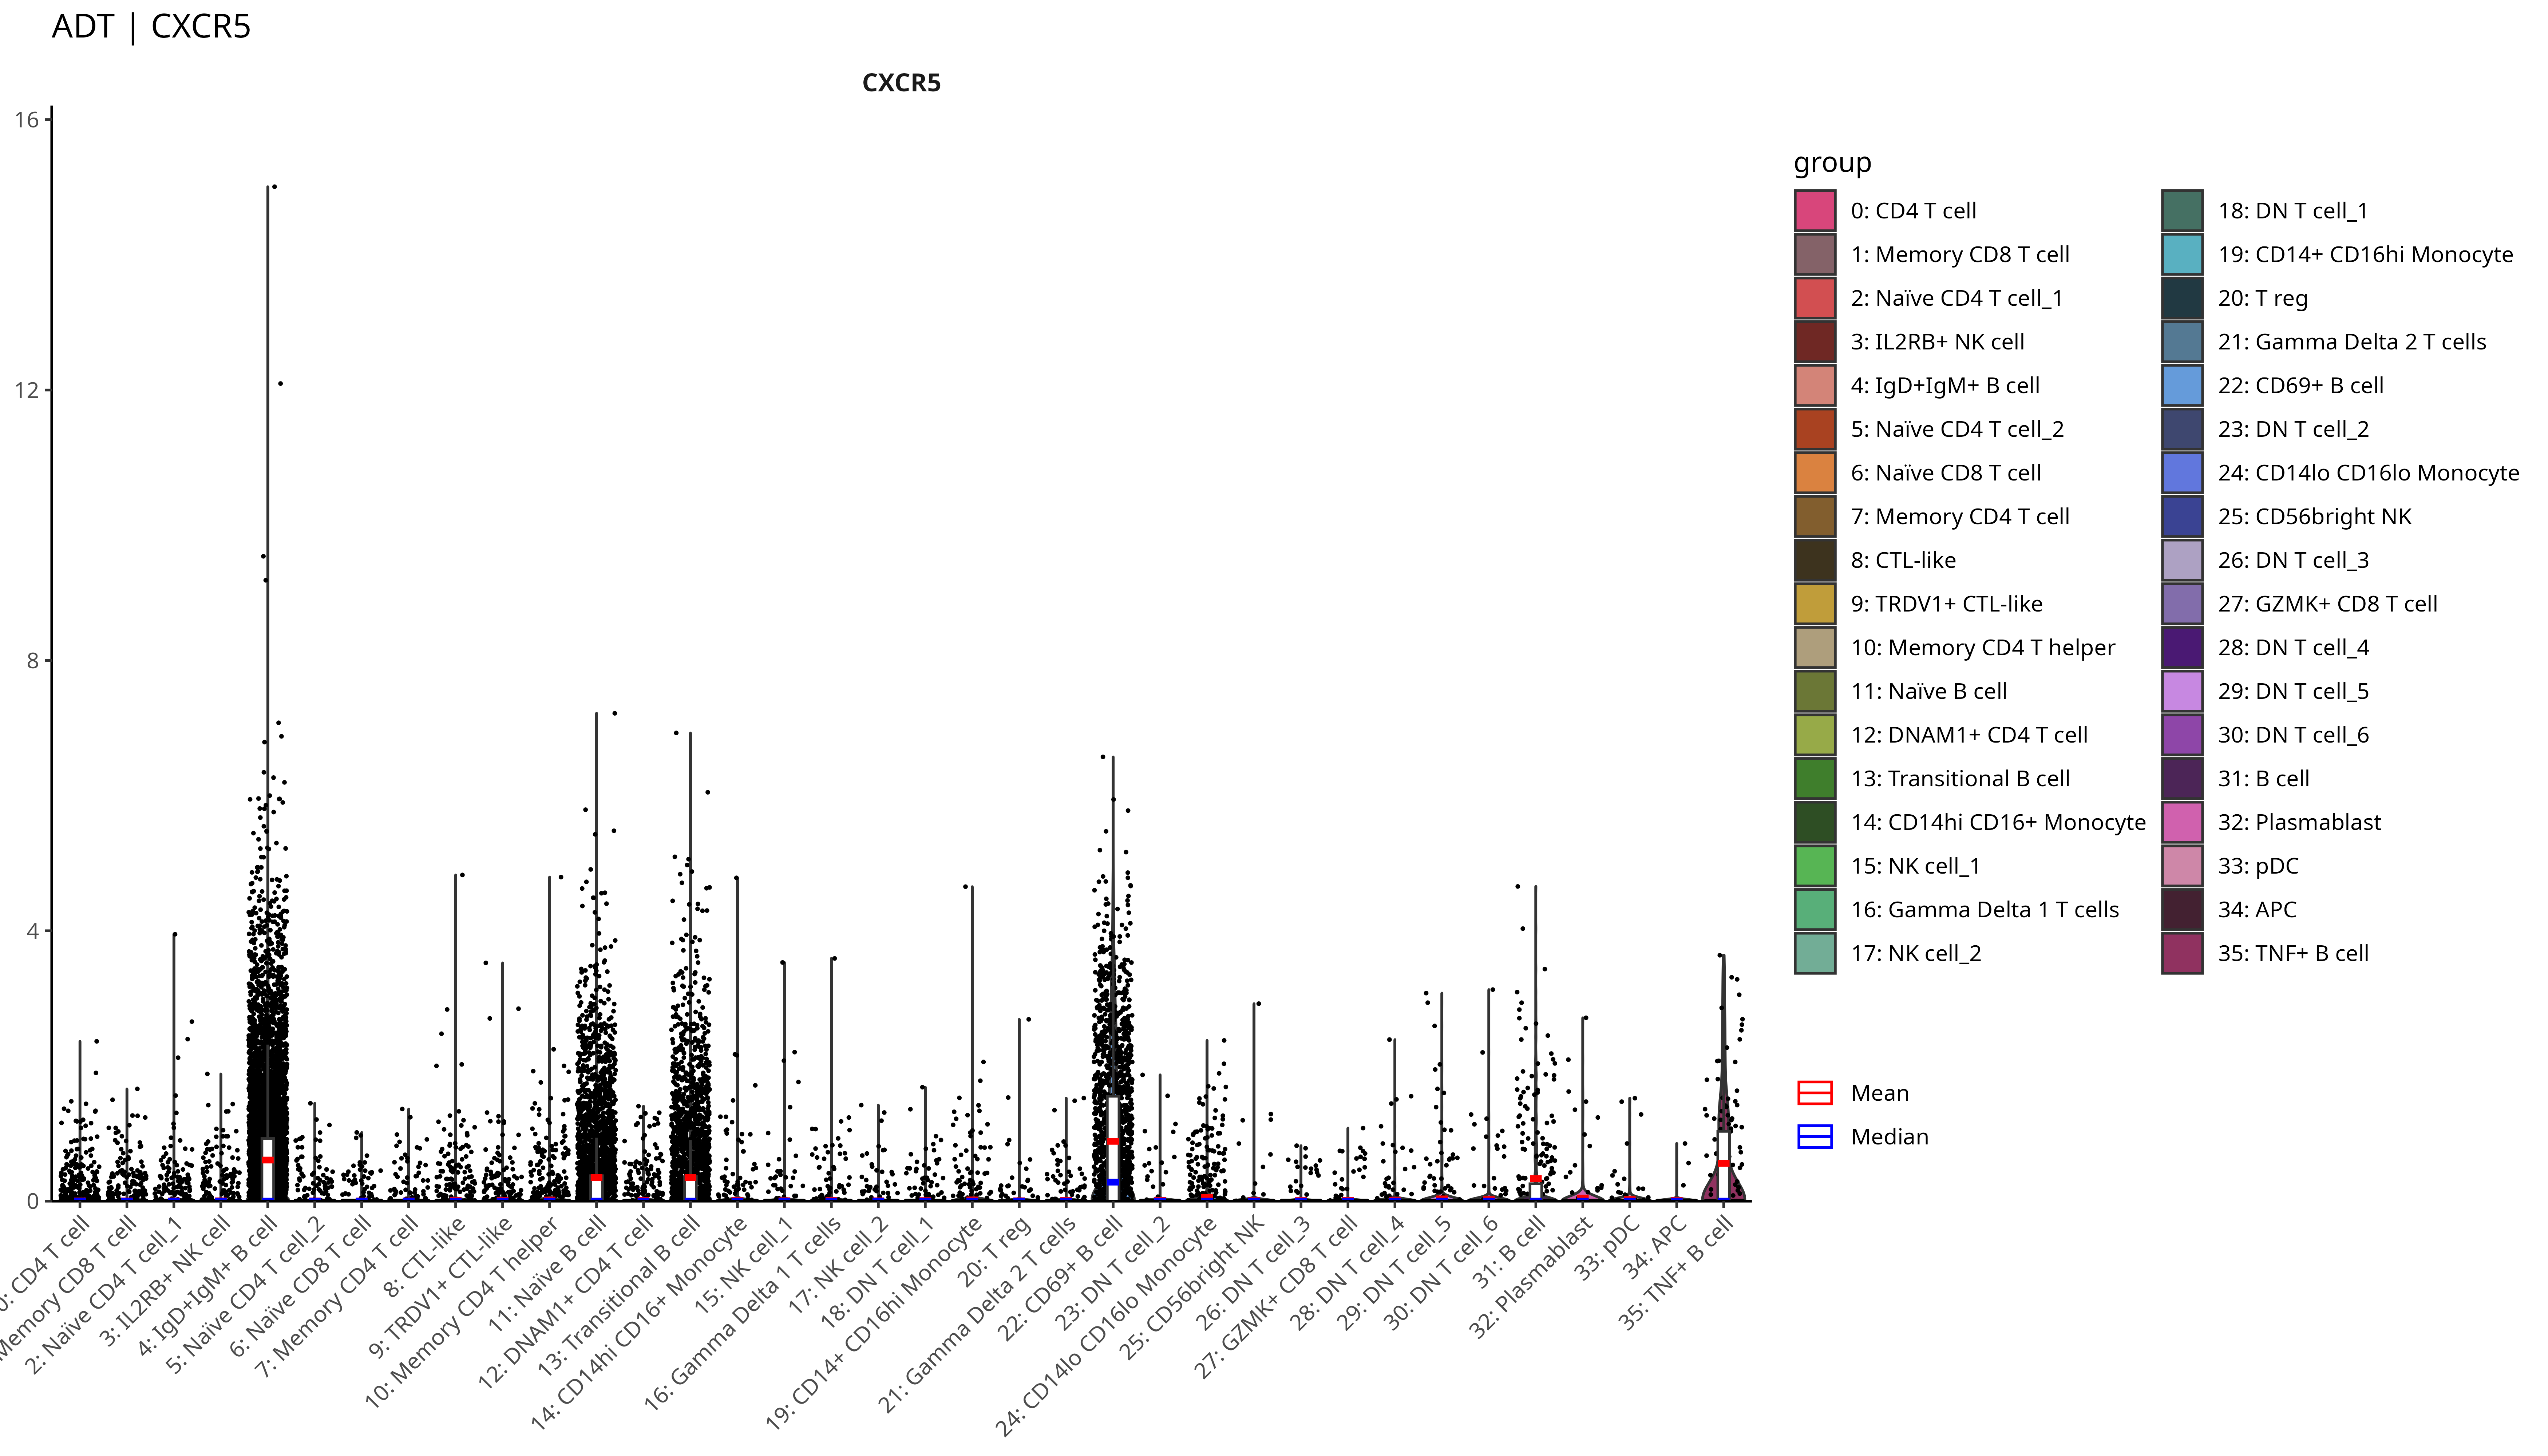 ADT | CXCR5
CXCR5
16
12
8
4
0
0: CD4 T cell
Memory CD8 T cell
2: Naïve CD4 T cell_1
3: IL2RB+ NK cell
4: IgD+IgM+ B cell
5: Naïve CD4 T cell_2
6: Naïve CD8 T cell
7: Memory CD4 T cell
8: CTL-like
9: TRDV1+ CTL-like
10: Memory CD4 T helper
11: Naïve B cell
12: DNAM1+ CD4 T cell
13: Transitional B cell
14: CD14hi CD16+ Monocyte
15: NK cell_1
16: Gamma Delta 1 T cells
17: NK cell_2
18: DN T cell_1
19: CD14+ CD16hi Monocyte
20: T reg
21: Gamma Delta 2 T cells
22: CD69+ B cell
23: DN T cell_2
24: CD14lo CD16lo Monocyte
25: CD56bright NK
26: DN T cell_3
27: GZMK+ CD8 T cell
28: DN T cell_4
29: DN T cell_5
30: DN T cell_6
31: B cell
32: Plasmablast
33: pDC
34: APC
35: TNF+ B cell
group
0: CD4 T cell
1: Memory CD8 T cell
2: Naïve CD4 T cell_1
3: IL2RB+ NK cell
4: IgD+IgM+ B cell
5: Naïve CD4 T cell_2
6: Naïve CD8 T cell
7: Memory CD4 T cell
8: CTL-like
9: TRDV1+ CTL-like
10: Memory CD4 T helper
11: Naïve B cell
12: DNAM1+ CD4 T cell
13: Transitional B cell
14: CD14hi CD16+ Monocyte
15: NK cell_1
16: Gamma Delta 1 T cells
17: NK cell_2
18: DN T cell_1
19: CD14+ CD16hi Monocyte
20: T reg
21: Gamma Delta 2 T cells
22: CD69+ B cell
23: DN T cell_2
24: CD14lo CD16lo Monocyte
25: CD56bright NK
26: DN T cell_3
27: GZMK+ CD8 T cell
28: DN T cell_4
29: DN T cell_5
30: DN T cell_6
31: B cell
32: Plasmablast
33: pDC
34: APC
35: TNF+ B cell
Mean
Median